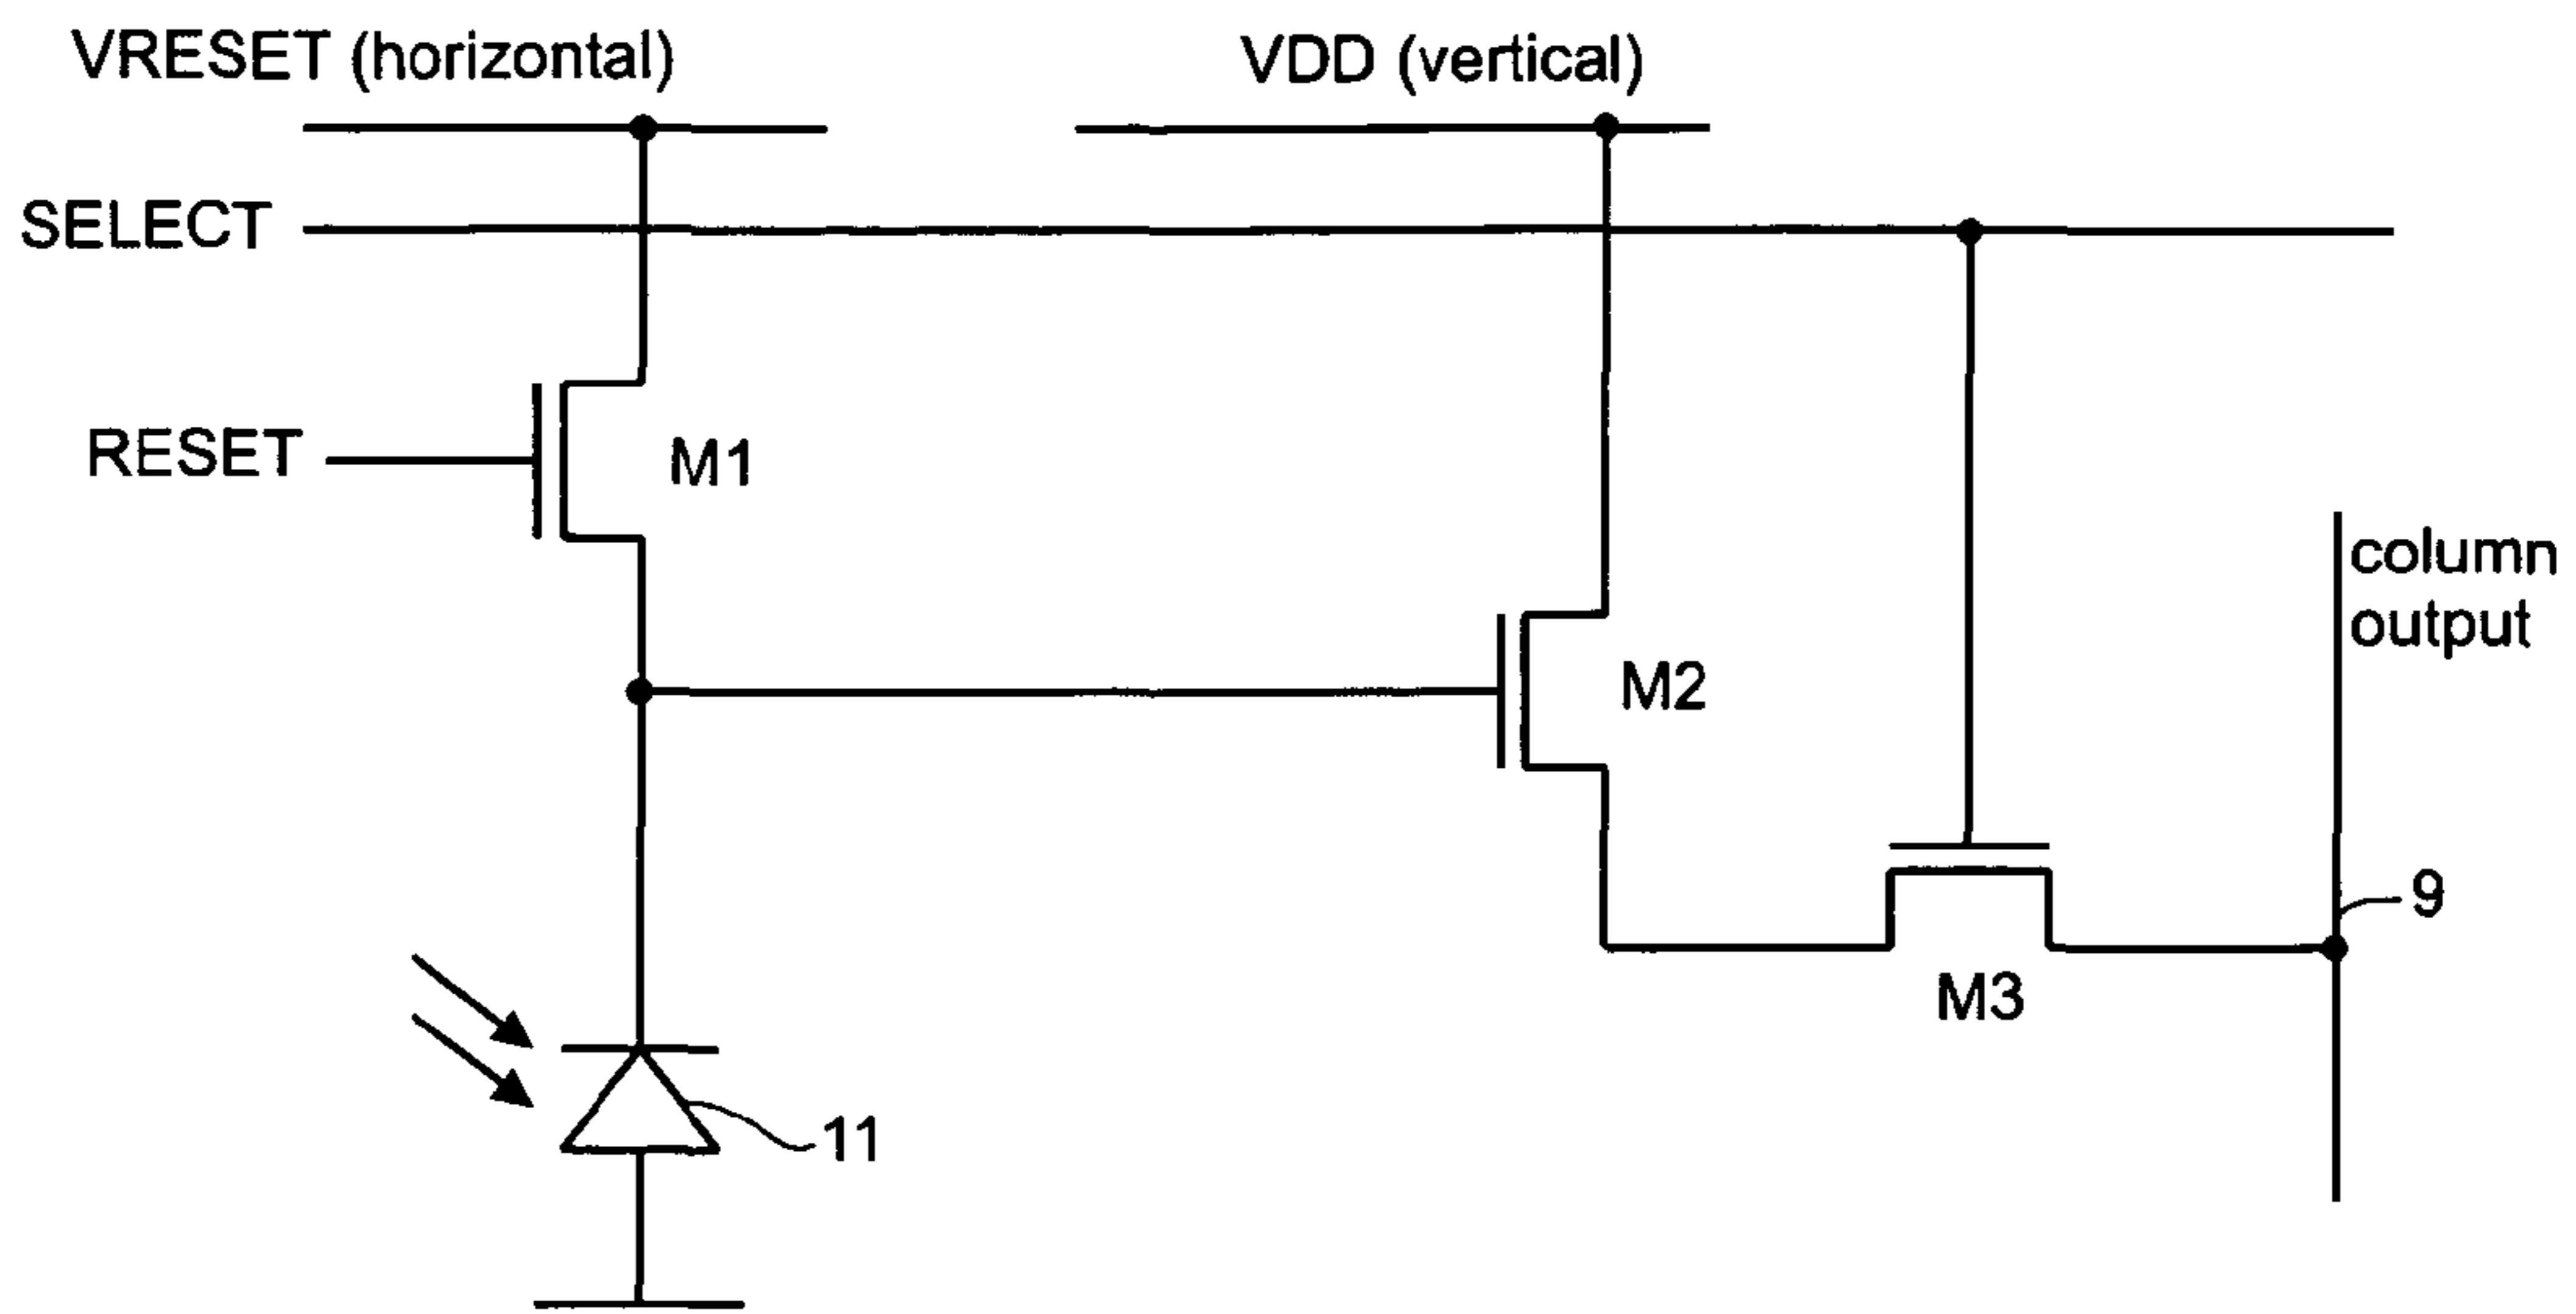 VRESET (horizontal)
VDD (vertical)
SELECT
RESET
M1
column
output
M2
9
M3
11